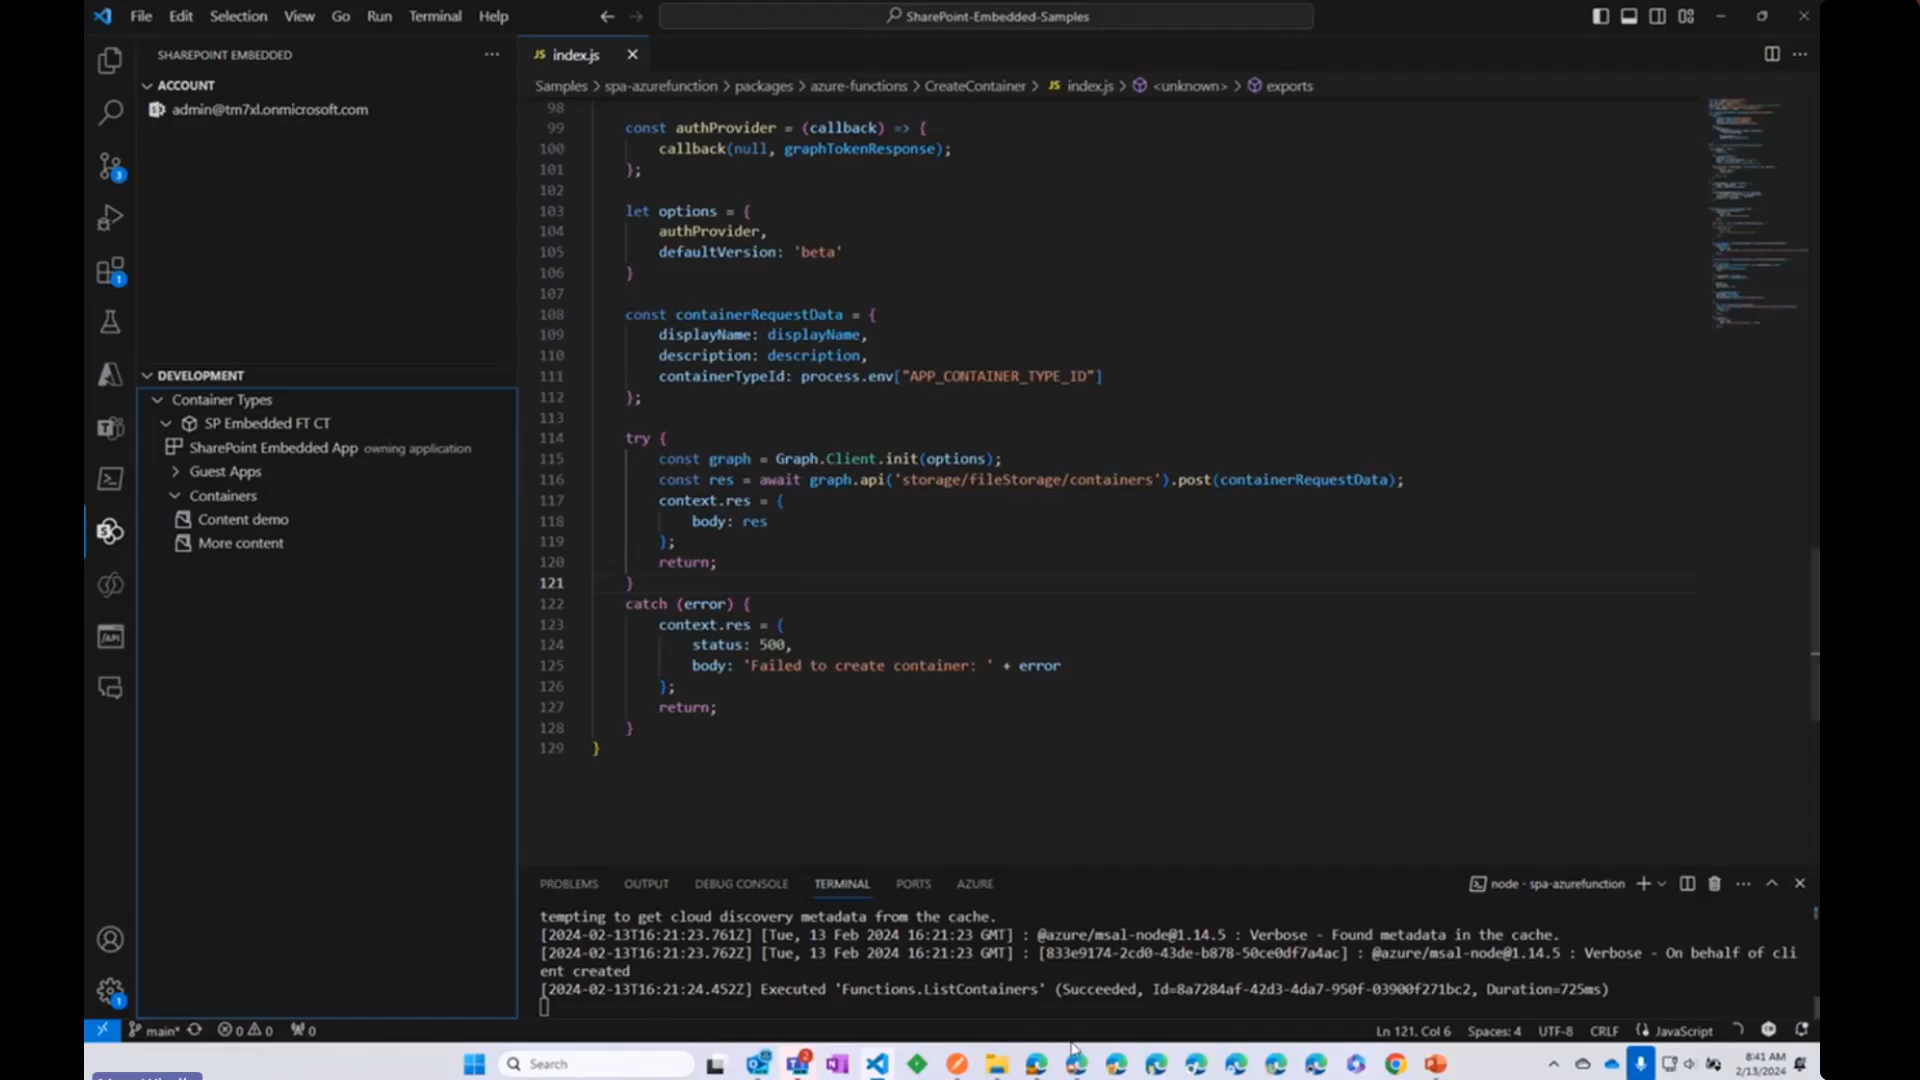 File Edit Selection View Go Run Terminal Help
SharePoint-Embedded-Samples
SHAREPOINT EMBEDDED
ACCOUNT
admin@tm7xl.onmicrosoft.com
3
1
DEVELOPMENT
Container Types
SP Embedded FT CT
SharePoint Embedded App owning application
Guest Apps
Containers
Content demo
More content
1
JS index.js
Samples > spa-azurefunction > packages > azure-functions > CreateContainer > JS index.js > <unknown> > exports
98
99 const authProvider = (callback) => {
100 callback(null, graphTokenResponse);
101 };
102
103 let options = {
104 authProvider,
105 defaultVersion: 'beta'
106 }
107
108 const containerRequestData = {
109 displayName: displayName,
110 description: description,
111 containerTypeId: process.env["APP_CONTAINER_TYPE_ID"]
112 };
113
114 try {
115 const graph = Graph.Client.init(options);
116 const res = await graph.api('storage/fileStorage/containers').post(containerRequestData);
117 context.res = {
118 body: res
119 };
120 return;
121 }
122 catch (error) {
123 context.res = {
124 status: 500,
125 body: 'Failed to create container: ' + error
126 };
127 return;
128 }
129 }
PROBLEMS OUTPUT DEBUG CONSOLE TERMINAL PORTS AZURE
node - spa-azurefunction
tempting to get cloud discovery metadata from the cache.
[2024-02-13T16:21:23.761Z] [Tue, 13 Feb 2024 16:21:23 GMT] : @azure/msal-node@1.14.5 : Verbose - Found metadata in the cache.
[2024-02-13T16:21:23.762Z] [Tue, 13 Feb 2024 16:21:23 GMT] : [833e9174-2cd0-43de-b878-50ce0df7a4ac] : @azure/msal-node@1.14.5 : Verbose - On behalf of cli
ent created
[2024-02-13T16:21:24.452Z] Executed 'Functions.ListContainers' (Succeeded, Id=8a7284af-42d3-4da7-950f-03900f271bc2, Duration=725ms)
main* 0 0 0
Ln 121, Col 6 Spaces: 4 UTF-8 CRLF JavaScript
Search
8:41 AM
2/13/2024